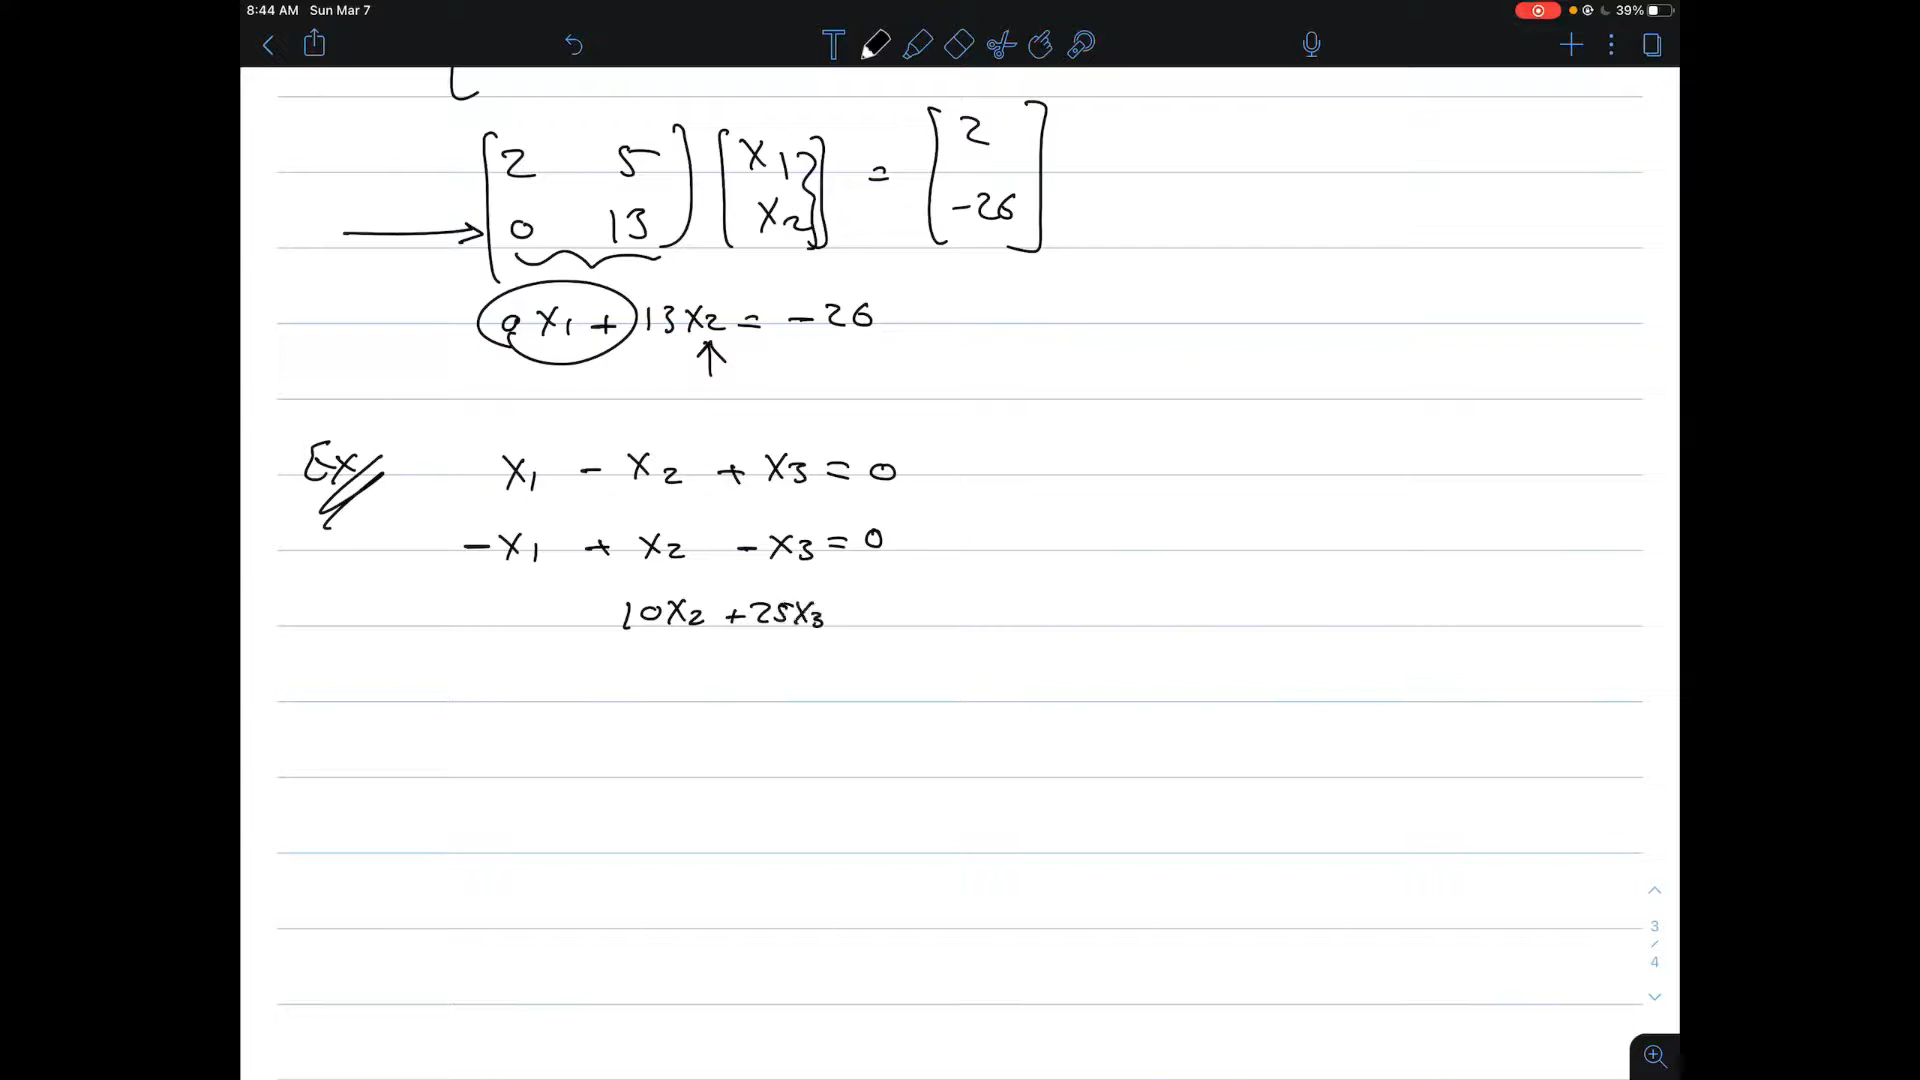 8:44 AM Sun Mar 7
39%
[2 5
0 13] [x1
x2] = [2
-26]
0x1 + 13x2 = -26
Ex
x1 - x2 + x3 = 0
-x1 + x2 - x3 = 0
10x2 + 25x3
3
/
4